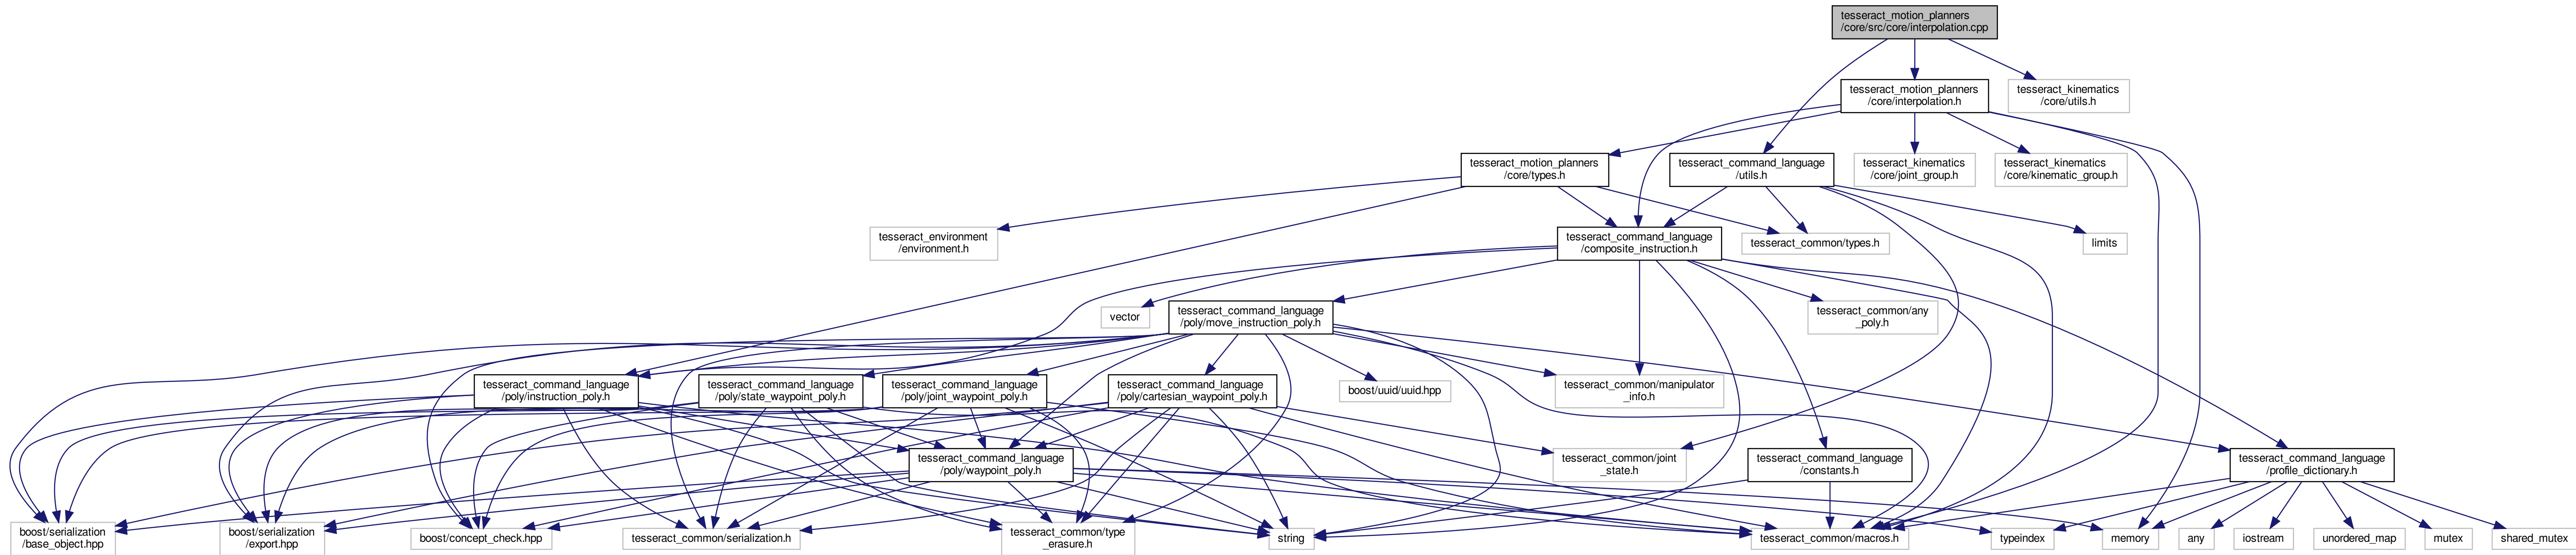 tesseract_motion_planners
/core/src/core/interpolation.cpp
tesseract_motion_planners
/core/interpolation.h
tesseract_kinematics
/core/utils.h
tesseract_motion_planners
/core/types.h
tesseract_command_language
/utils.h
tesseract_kinematics
/core/joint_group.h
tesseract_kinematics
/core/kinematic_group.h
tesseract_environment
/environment.h
tesseract_command_language
/composite_instruction.h
tesseract_common/types.h
limits
vector
tesseract_command_language
/poly/move_instruction_poly.h
tesseract_common/any
_poly.h
tesseract_command_language
/poly/instruction_poly.h
tesseract_command_language
/poly/state_waypoint_poly.h
tesseract_command_language
/poly/joint_waypoint_poly.h
tesseract_command_language
/poly/cartesian_waypoint_poly.h
boost/uuid/uuid.hpp
tesseract_common/manipulator
_info.h
tesseract_command_language
/poly/waypoint_poly.h
tesseract_common/joint
_state.h
tesseract_command_language
/constants.h
tesseract_command_language
/profile_dictionary.h
boost/serialization
/base_object.hpp
boost/serialization
/export.hpp
boost/concept_check.hpp
tesseract_common/serialization.h
tesseract_common/type
_erasure.h
string
tesseract_common/macros.h
typeindex
memory
any
iostream
unordered_map
mutex
shared_mutex